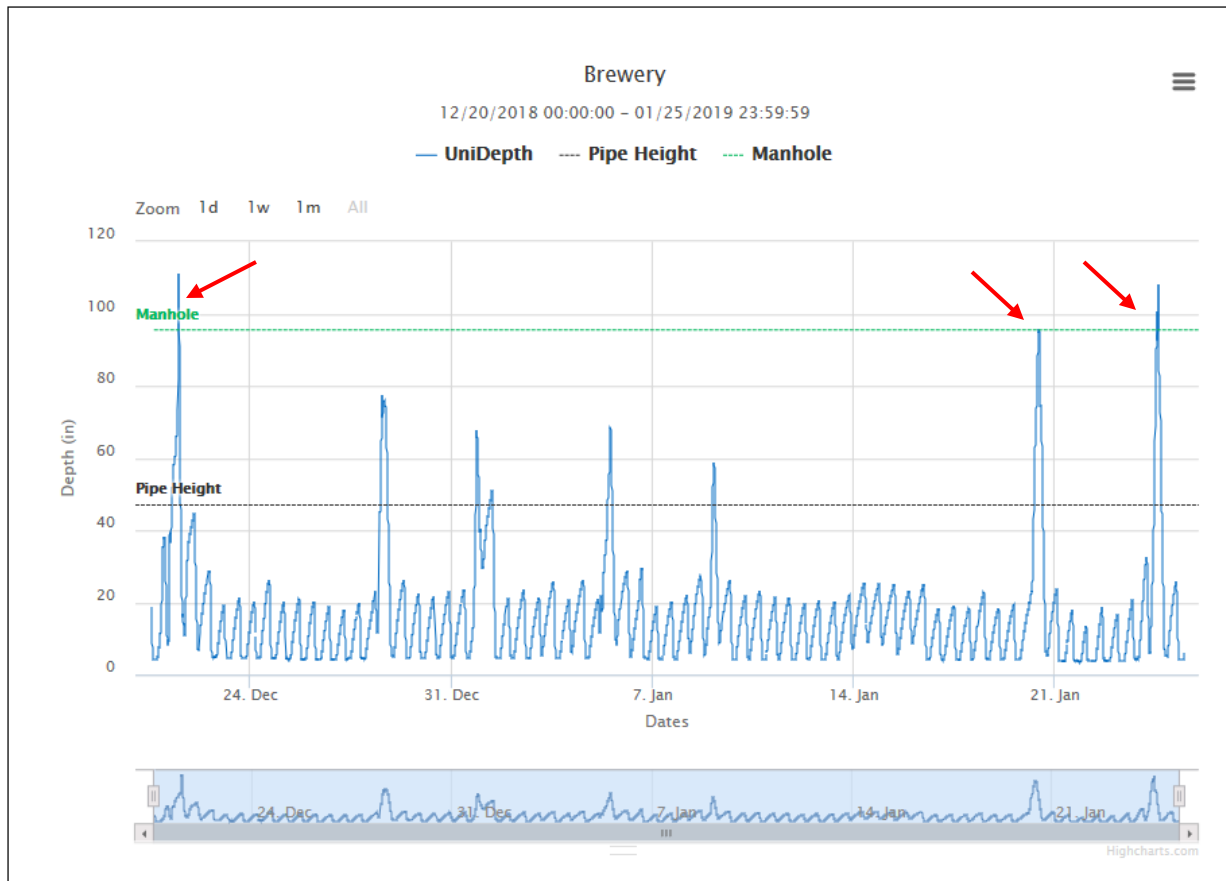 Brewery
12/20/2018 00:00:00 – 01/25/2019 23:59:59
UniDepth Pipe Height Manhole
Zoom 1d 1w 1m All
120
100
Manhole
80
60
Pipe Height
40
20
0
Depth (in)
24. Dec 31. Dec 7. Jan 14. Jan 21. Jan
Dates
24. Dec 31. Dec 7. Jan 14. Jan 21. Jan
Highcharts.com